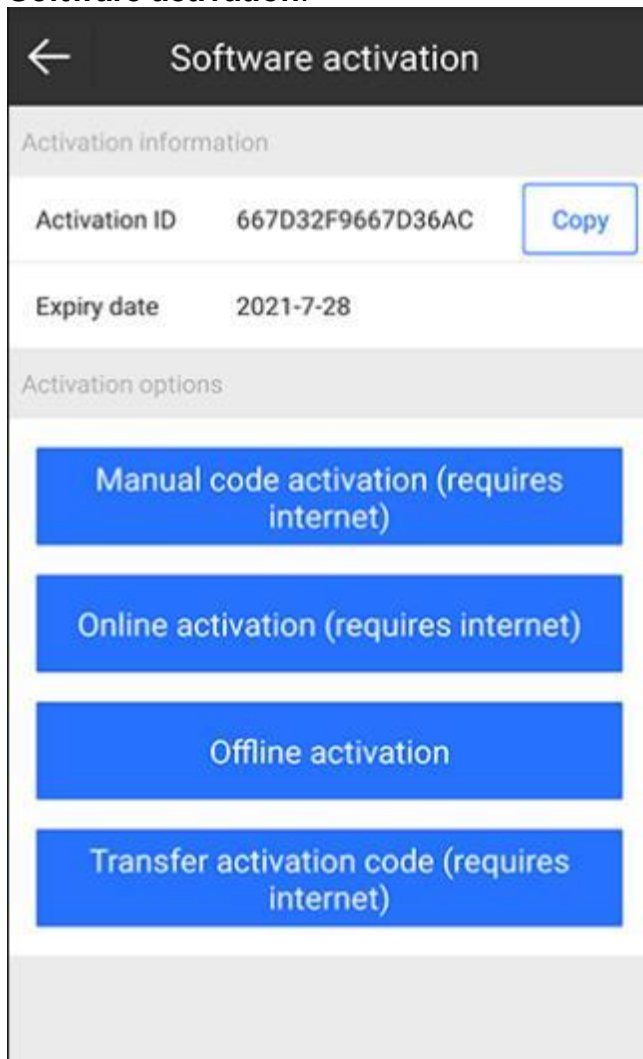 Software activation
Activation information
Activation ID 667D32F9667D36AC Copy
Expiry date 2021-7-28
Activation options
Manual code activation (requires
internet)
Online activation (requires internet)
Offline activation
Transfer activation code (requires
internet)